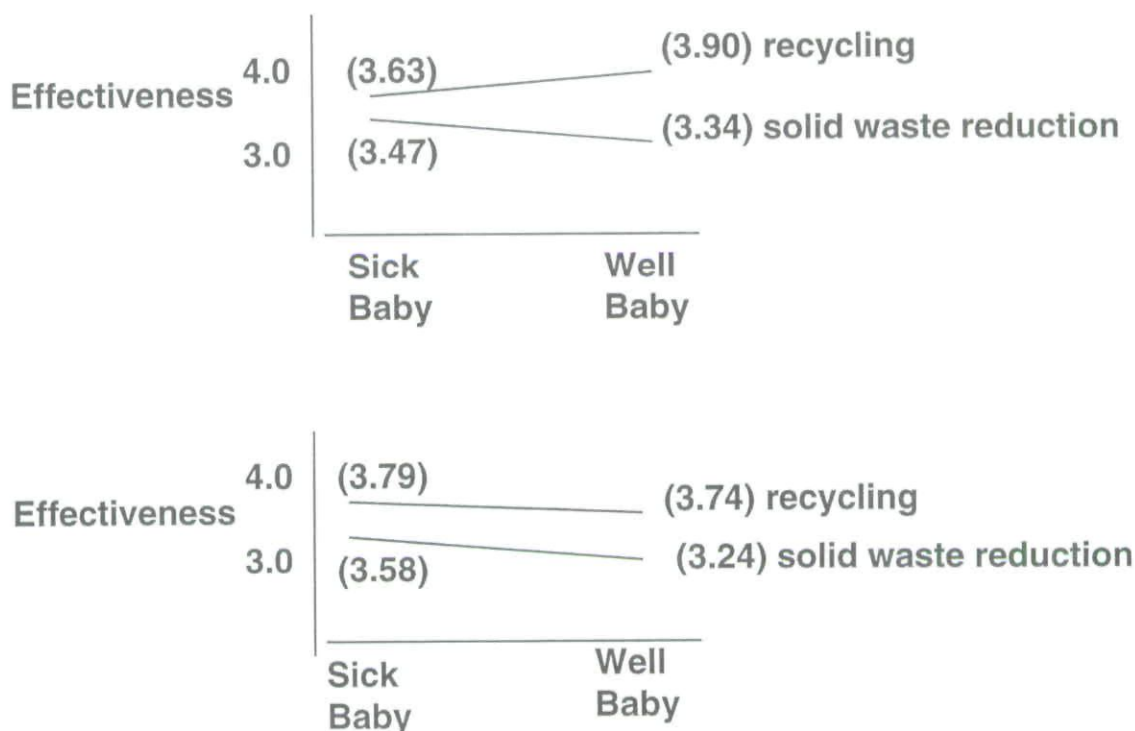 (3.90) recycling
4.0 (3.63)
Effectiveness
(3.34) solid waste reduction
3.0 (3.47)
Sick Well
Baby Baby
4.0 (3.79)
(3.74) recycling
Effectiveness
(3.24) solid waste reduction
3.0 (3.58)
Sick Well
Baby Baby